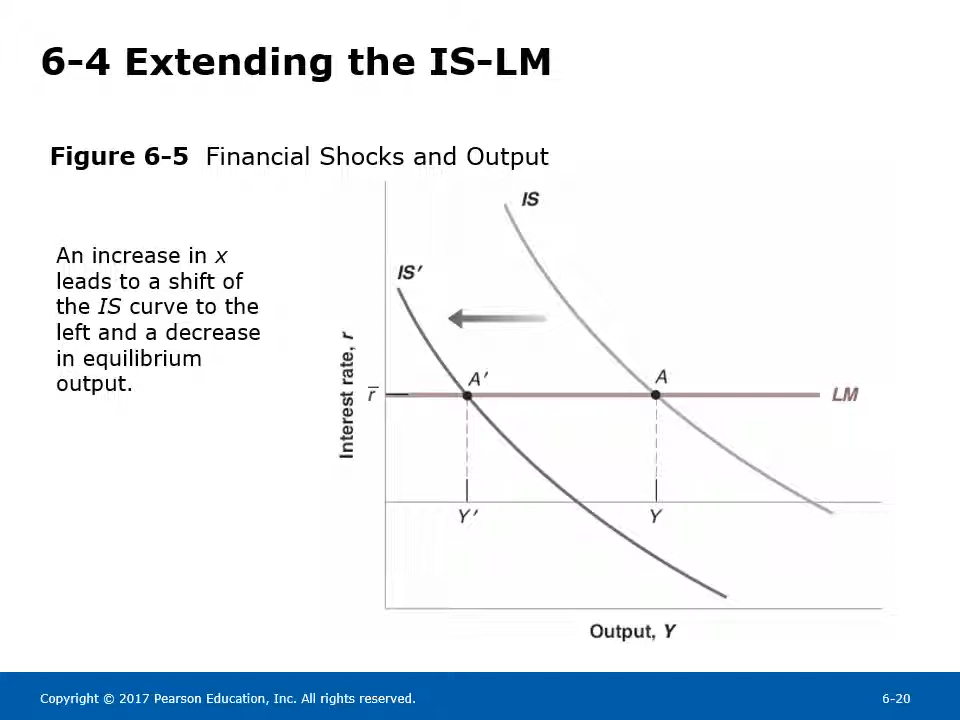 6-4 Extending the IS-LM
Figure 6-5 Financial Shocks and Output
An increase in x
leads to a shift of
the IS curve to the
left and a decrease
in equilibrium
output.
IS
IS′
Interest rate, r
r̅
A′
A
LM
Y′
Y
Output, Y
Copyright © 2017 Pearson Education, Inc. All rights reserved.
6-20